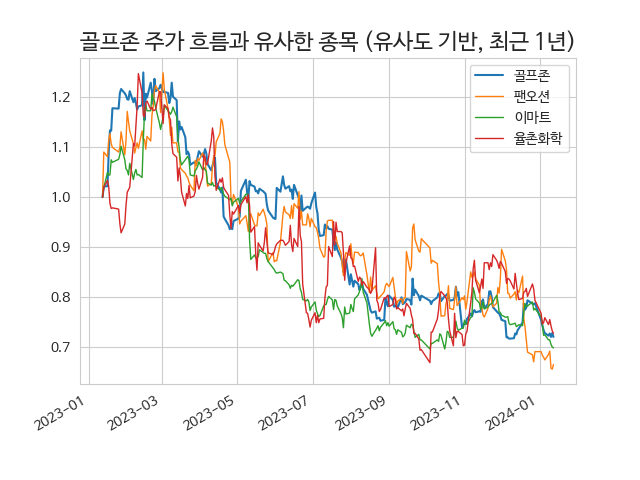 골프존 주가 흐름과 유사한 종목 (유사도 기반, 최근 1년)
골프존
팬오션
이마트
율촌화학
1.2
1.1
1.0
0.9
0.8
0.7
2023-01
2023-03
2023-05
2023-07
2023-09
2023-11
2024-01